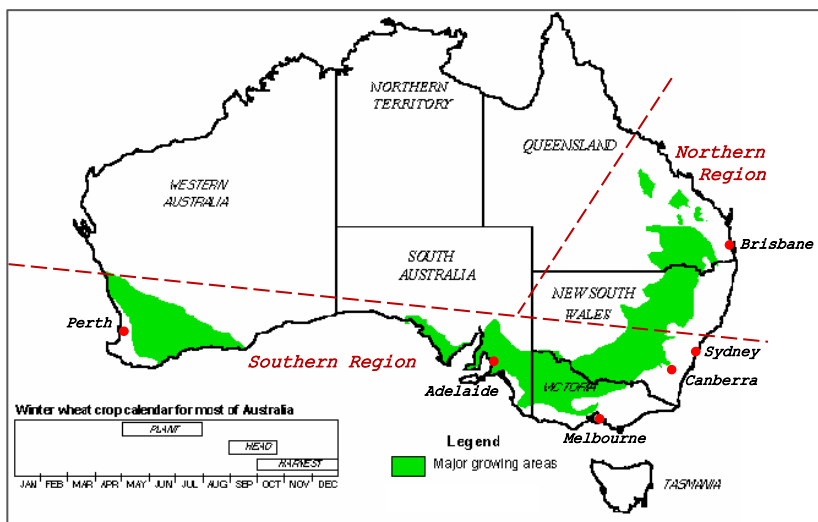 NORTHERN
TERRITORY
QUEENSLAND
Northern
Region
WESTERN
AUSTRALIA
Brisbane
SOUTH
AUSTRALIA
NEW SOUTH
WALES
Perth
Southern Region
Sydney
Canberra
Adelaide
VICTORIA
Melbourne
Winter wheat crop calendar for most of Australia
PLANT
HEAD
HARVEST
JAN FEB MAR APR MAY JUN JUL AUG SEP OCT NOV DEC
Legend
Major growing areas
TASMANIA